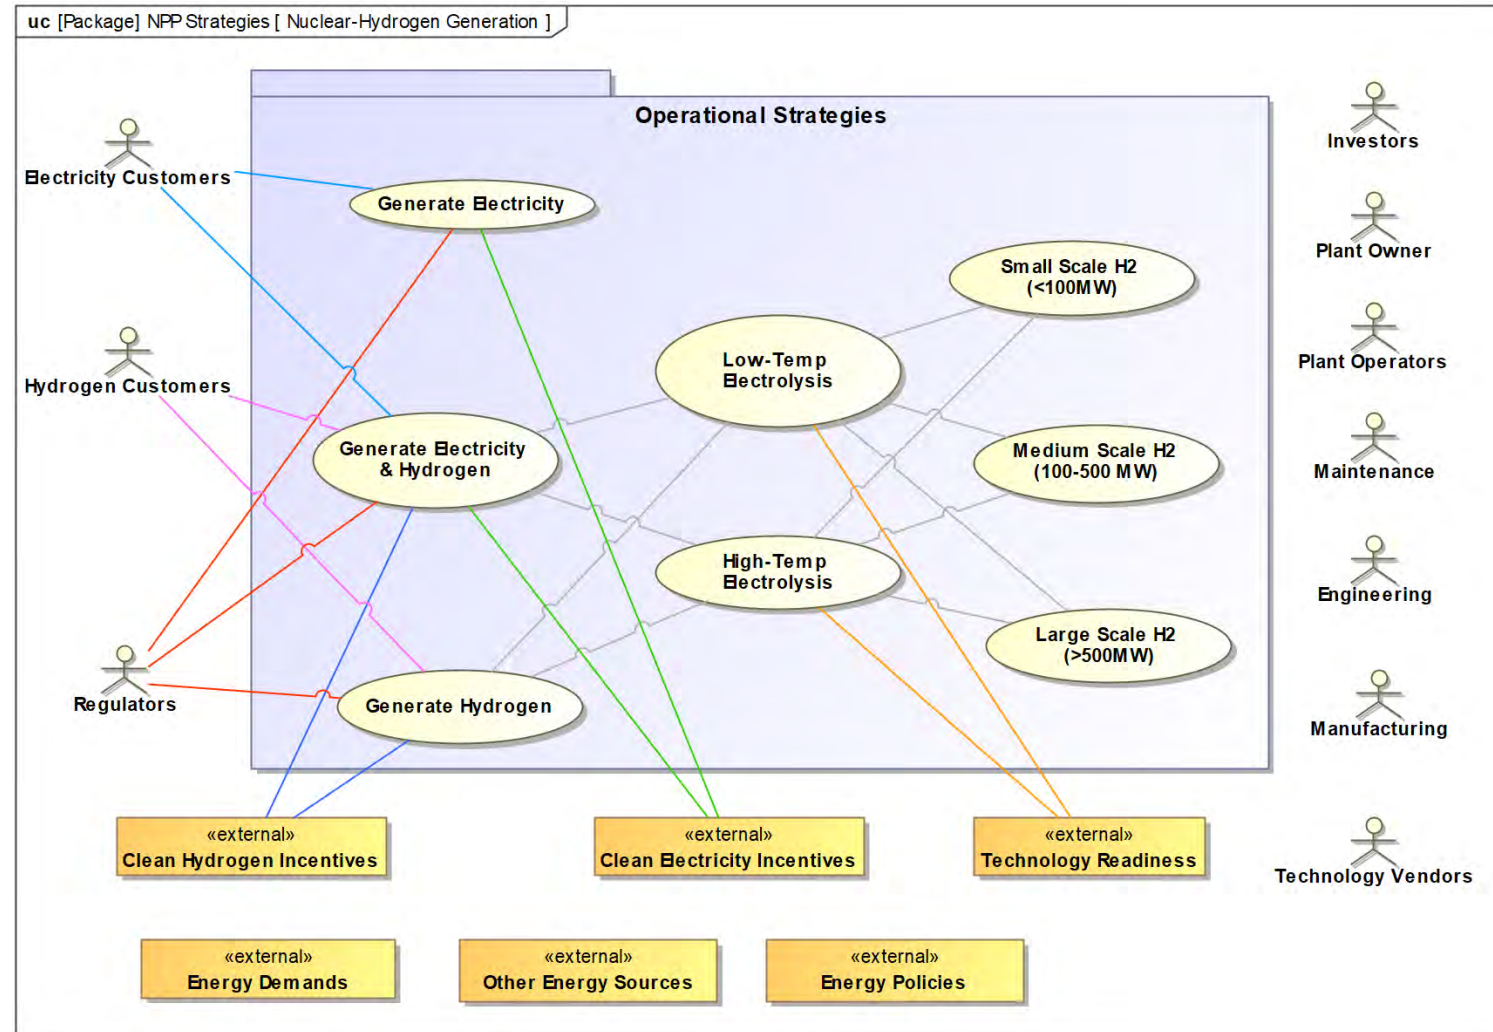 uc [Package] NPP Strategies [ Nuclear-Hydrogen Generation ]
Operational Strategies
Electricity Customers
Hydrogen Customers
Regulators
Generate Electricity
Generate Electricity
& Hydrogen
Generate Hydrogen
Low-Temp
Electrolysis
High-Temp
Electrolysis
Small Scale H2
(<100MW)
Medium Scale H2
(100-500 MW)
Large Scale H2
(>500MW)
Investors
Plant Owner
Plant Operators
Maintenance
Engineering
Manufacturing
Technology Vendors
«external»
Clean Hydrogen Incentives
«external»
Clean Electricity Incentives
«external»
Technology Readiness
«external»
Energy Demands
«external»
Other Energy Sources
«external»
Energy Policies